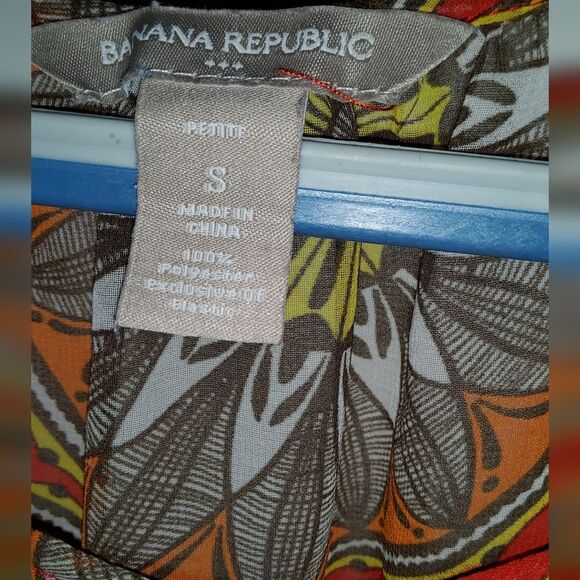 BANANA REPUBLIC
PETITE
S
MADE IN
CHINA
100%
Polyester
Exclusive Of
Elastic